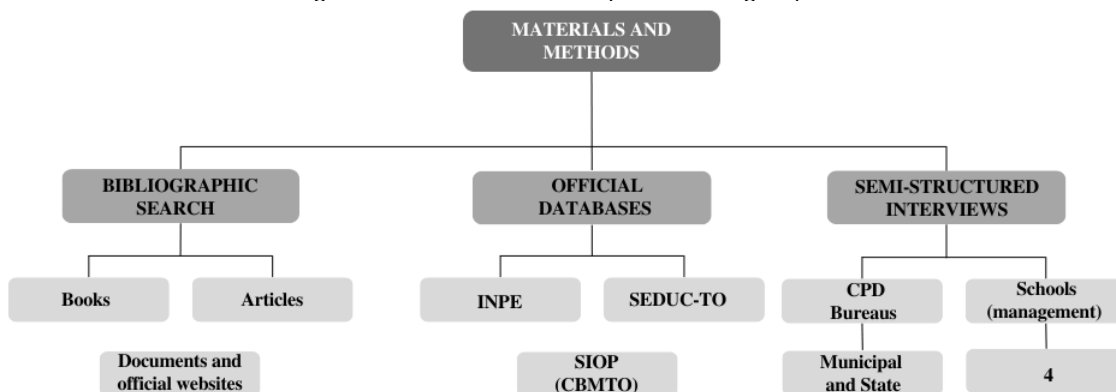 MATERIALS AND
METHODS
BIBLIOGRAPHIC
SEARCH
OFFICIAL
DATABASES
SEMI-STRUCTURED
INTERVIEWS
Books
Articles
INPE
SEDUC-TO
CPD
Bureaus
Schools
(management)
Documents and
official websites
SIOP
(CBMTO)
Municipal
and State
4